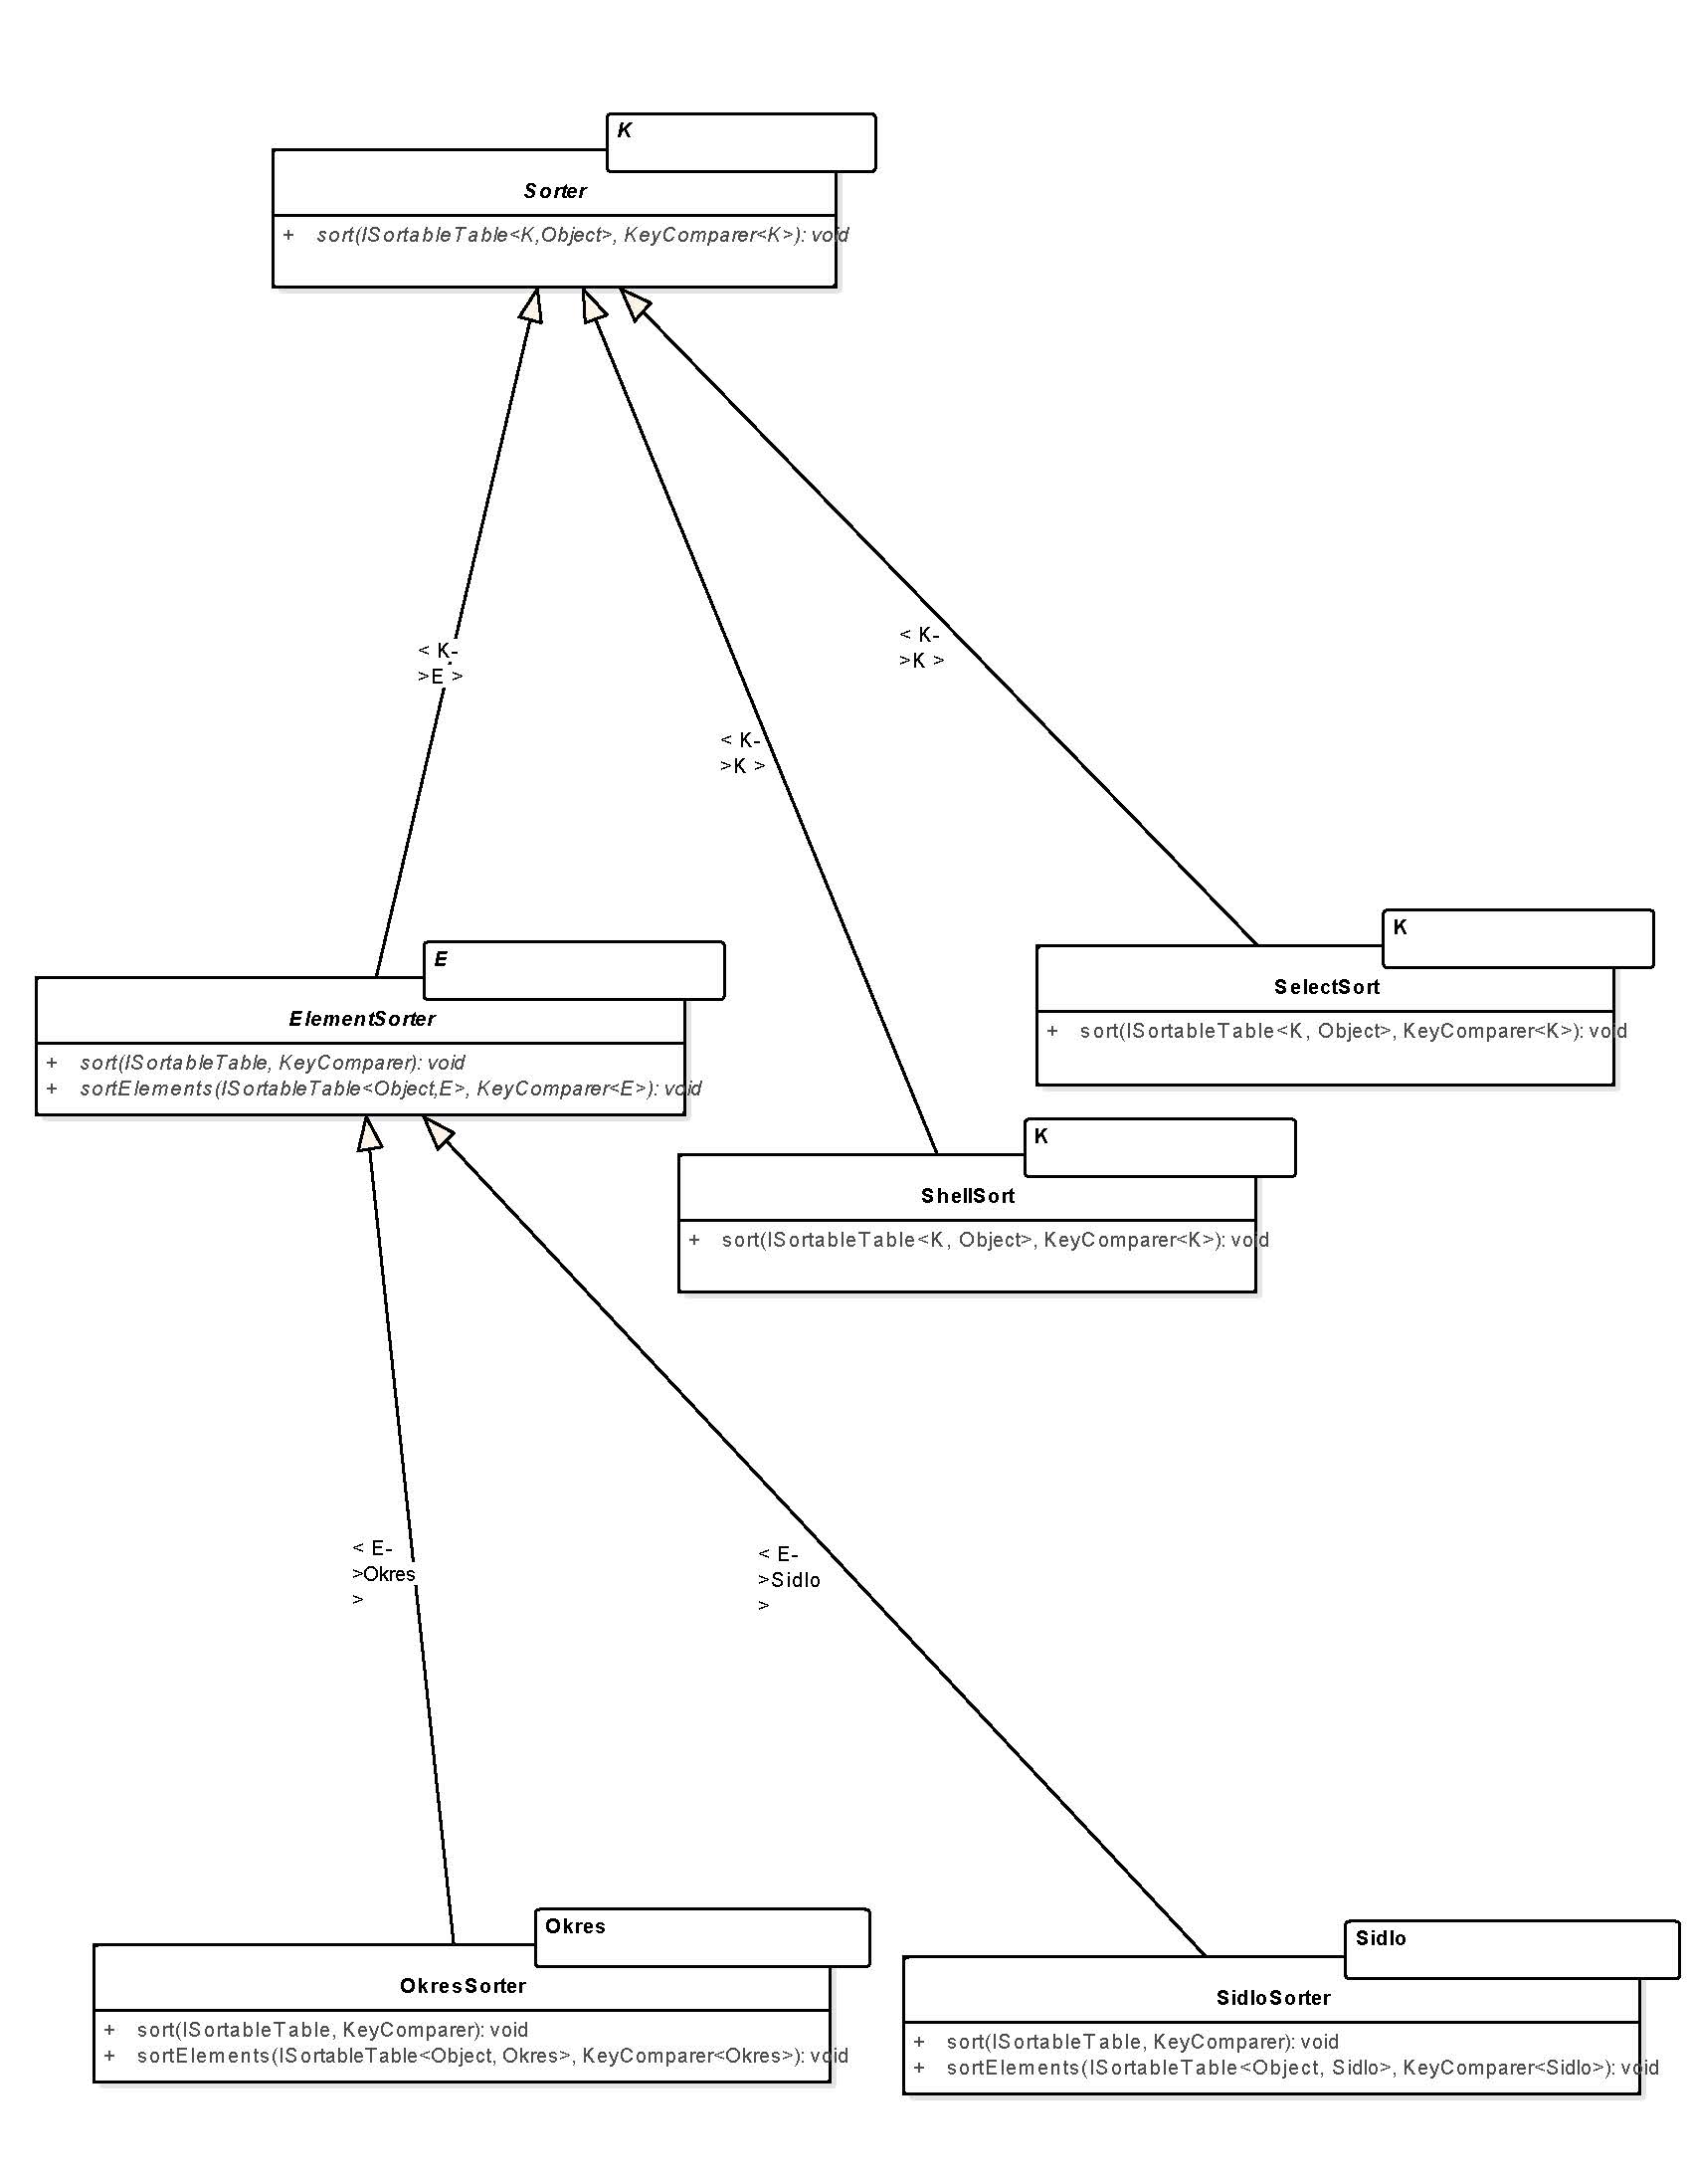 K
Sorter
+ sort(ISortableTable<K,Object>, KeyComparer<K>): void
< K-
>E >
< K-
>K >
< K-
>K >
E
ElementSorter
+ sort(ISortableTable, KeyComparer): void
+ sortElements(ISortableTable<Object,E>, KeyComparer<E>): void
K
SelectSort
+ sort(ISortableTable<K, Object>, KeyComparer<K>): void
K
ShellSort
+ sort(ISortableTable<K, Object>, KeyComparer<K>): void
< E-
>Okres
>
< E-
>Sidlo
>
Okres
OkresSorter
+ sort(ISortableTable, KeyComparer): void
+ sortElements(ISortableTable<Object, Okres>, KeyComparer<Okres>): void
Sidlo
SidloSorter
+ sort(ISortableTable, KeyComparer): void
+ sortElements(ISortableTable<Object, Sidlo>, KeyComparer<Sidlo>): void